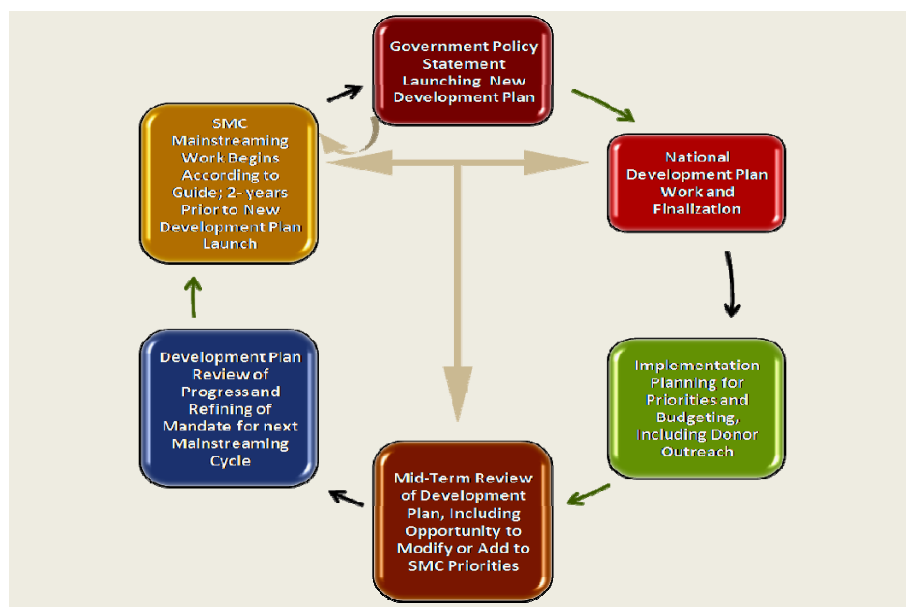 Government Policy
Statement
Launching New
Development Plan
National
Development Plan
Work and
Finalization
Implementation
Planning for
Priorities and
Budgeting,
Including Donor
Outreach
Mid-Term Review
of Development
Plan, Including
Opportunity to
Modify or Add to
SMC Priorities
Development Plan
Review of
Progress and
Refining of
Mandate for next
Mainstreaming
Cycle
SMC
Mainstreaming
Work Begins
According to
Guide; 2- years
Prior to New
Development Plan
Launch